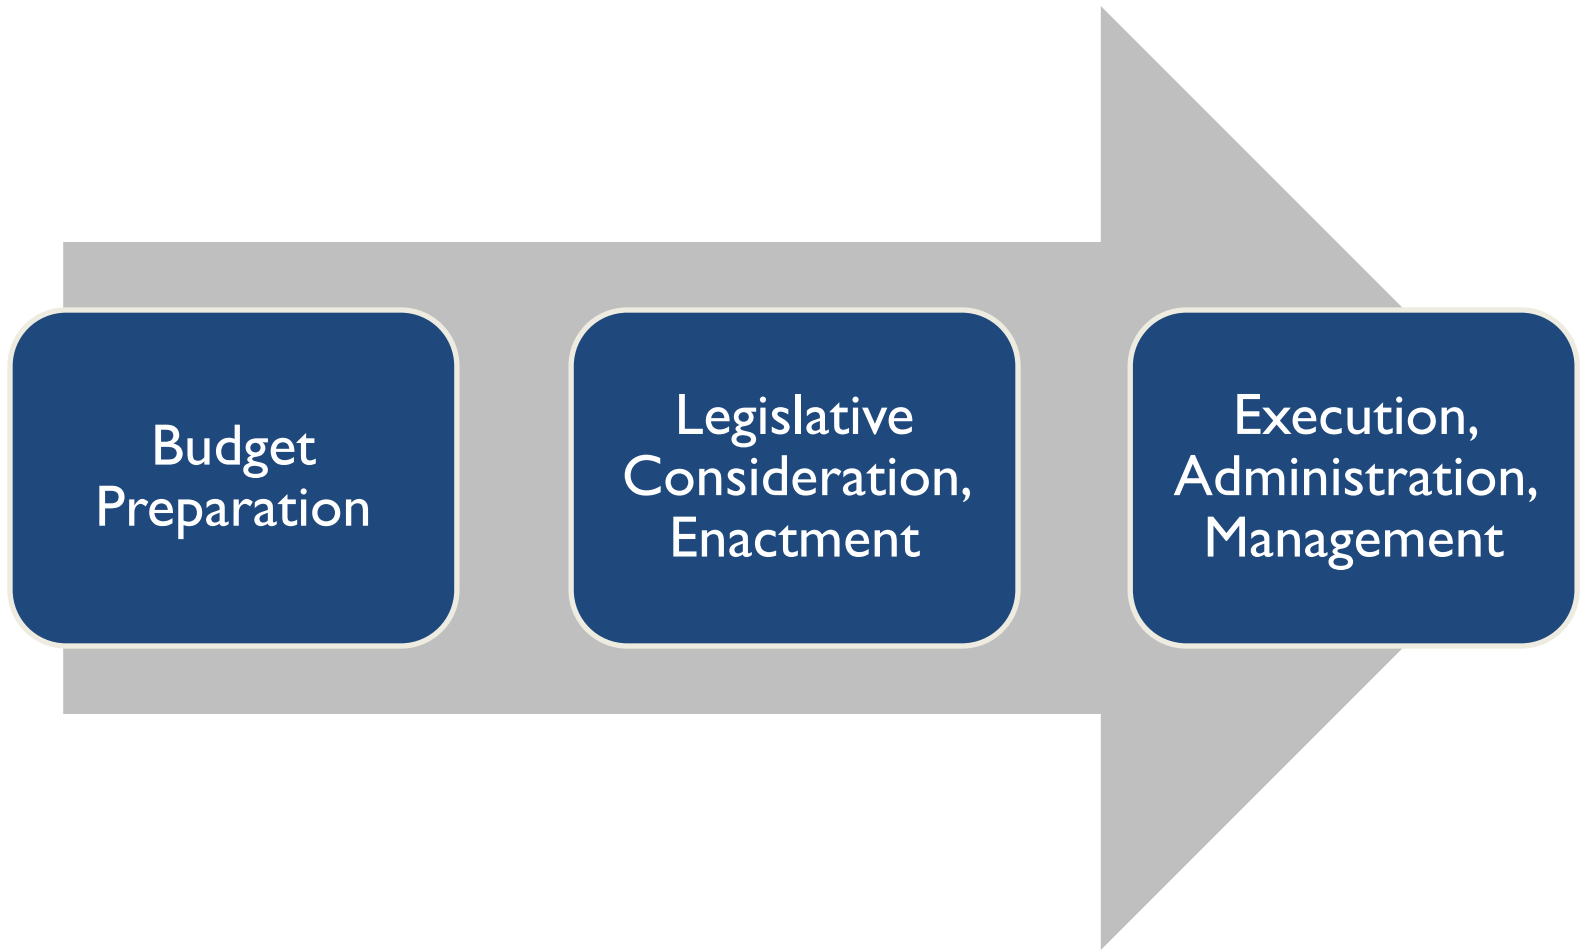 Budget
Preparation
Legislative
Consideration,
Enactment
Execution,
Administration,
Management